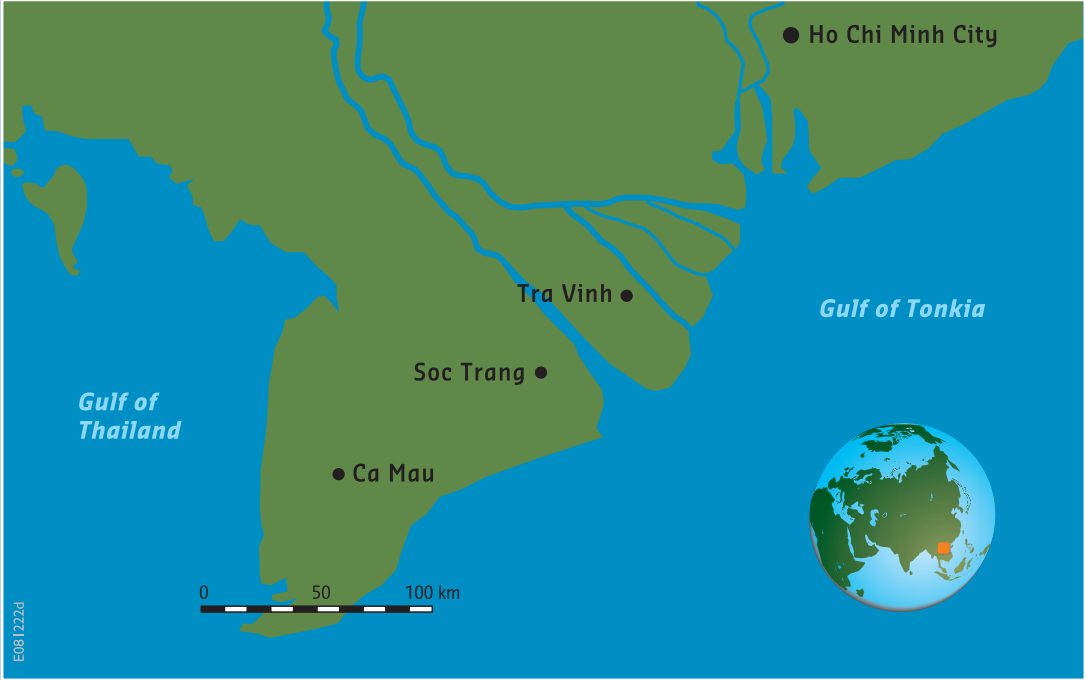 Ho Chi Minh City
Tra Vinh
Gulf of Tonkia
Soc Trang
Gulf of
Thailand
Ca Mau
0 50 100 km
E081222d